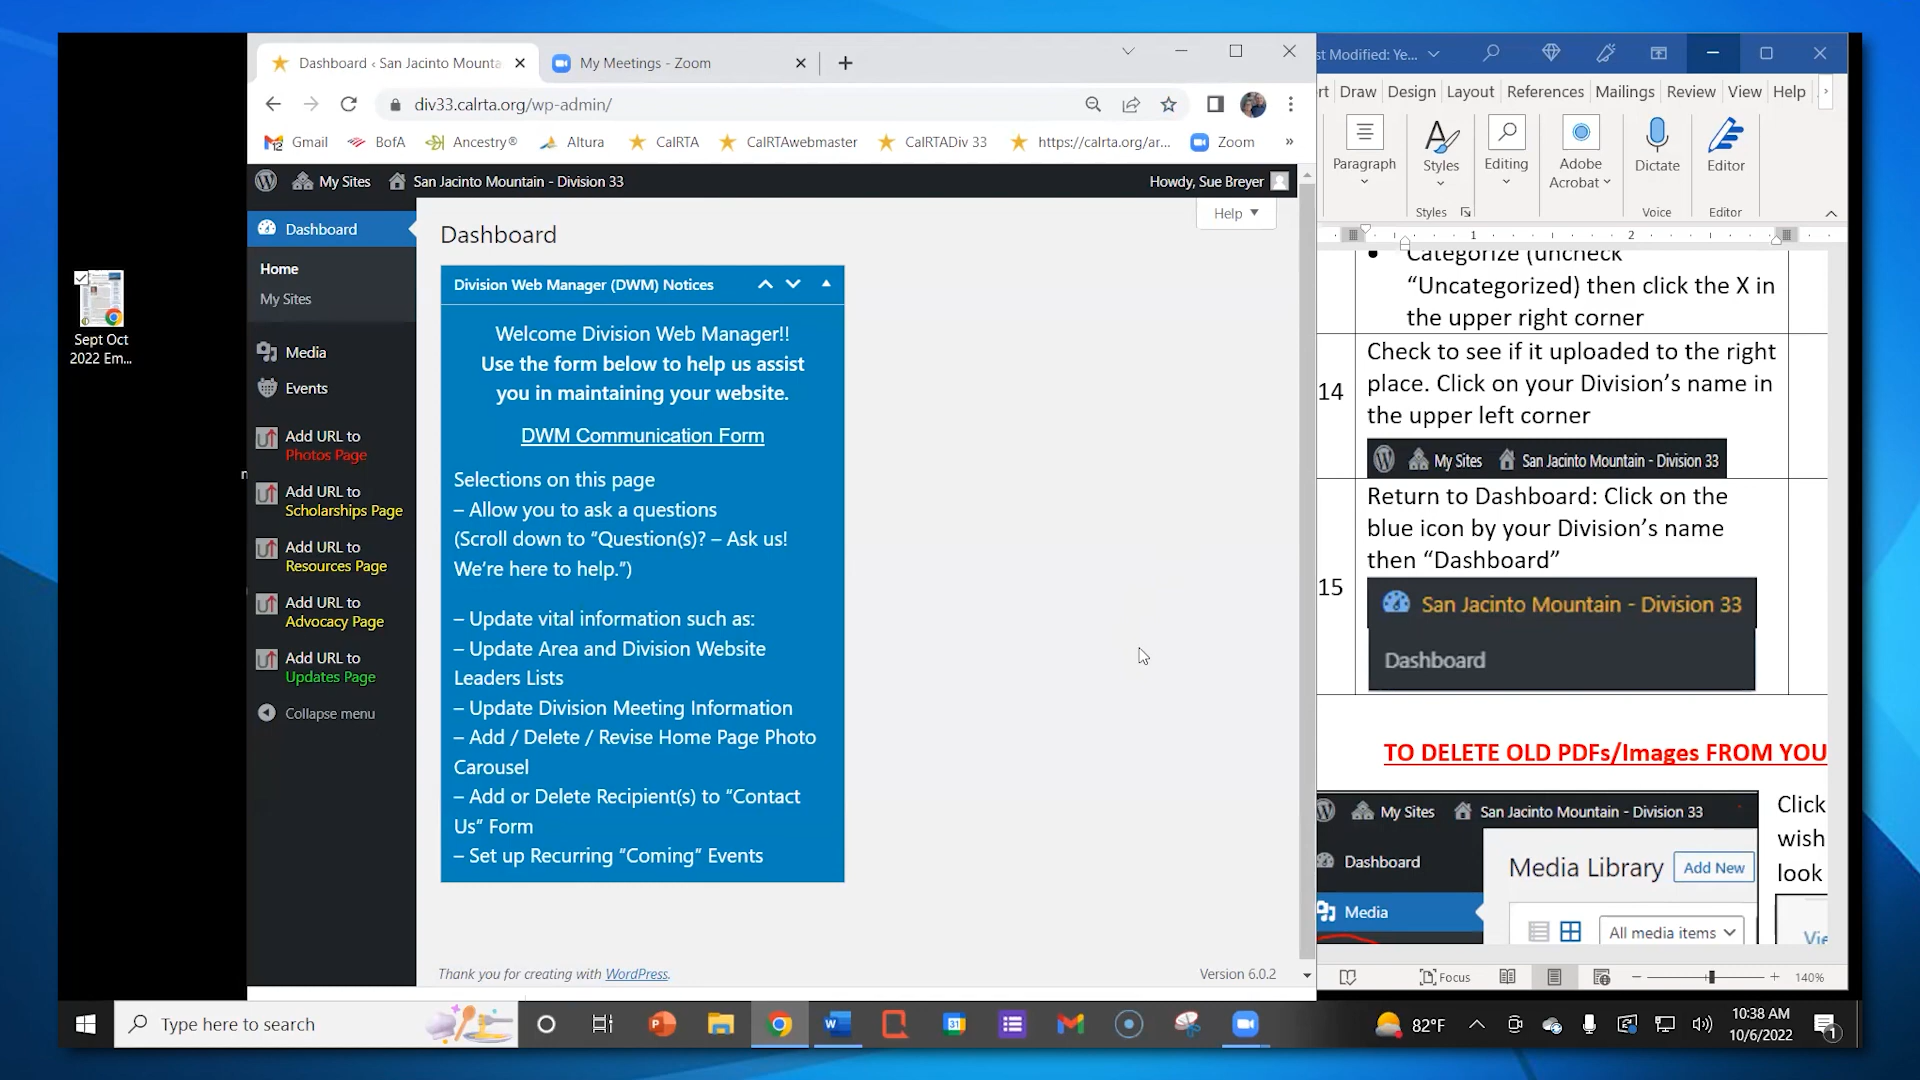 Dashboard ‹ San Jacinto Mounta
My Meetings - Zoom
div33.calrta.org/wp-admin/
Gmail
BofA
Ancestry®
Altura
CalRTA
CalRTAwebmaster
CalRTADiv 33
https://calrta.org/ar...
Zoom
»
My Sites
San Jacinto Mountain - Division 33
Howdy, Sue Breyer
Dashboard
Home
My Sites
Media
Events
Add URL to
Photos Page
Add URL to
Scholarships Page
Add URL to
Resources Page
Add URL to
Advocacy Page
Add URL to
Updates Page
Collapse menu
Help
Dashboard
Division Web Manager (DWM) Notices
Welcome Division Web Manager!!
Use the form below to help us assist
you in maintaining your website.
DWM Communication Form
Selections on this page
– Allow you to ask a questions
(Scroll down to “Question(s)? – Ask us!
We’re here to help.”)
– Update vital information such as:
– Update Area and Division Website
Leaders Lists
– Update Division Meeting Information
– Add / Delete / Revise Home Page Photo
Carousel
– Add or Delete Recipient(s) to “Contact
Us” Form
– Set up Recurring “Coming” Events
Thank you for creating with WordPress.
Version 6.0.2
Sept Oct
2022 Em...
st Modified: Ye...
rt Draw Design Layout References Mailings Review View Help
Paragraph
Styles
Editing
Adobe
Acrobat
Dictate
Editor
Styles
Voice
Editor
1
2
• Categorize (uncheck
“Uncategorized) then click the X in
the upper right corner
14
Check to see if it uploaded to the right
place. Click on your Division’s name in
the upper left corner
My Sites San Jacinto Mountain - Division 33
15
Return to Dashboard: Click on the
blue icon by your Division’s name
then “Dashboard”
San Jacinto Mountain - Division 33
Dashboard
TO DELETE OLD PDFs/Images FROM YOU
My Sites San Jacinto Mountain - Division 33
Dashboard
Media
Media Library
Add New
All media items
Click
wish
look
Vie
Focus
140%
Type here to search
31
82°F
10:38 AM
10/6/2022
1